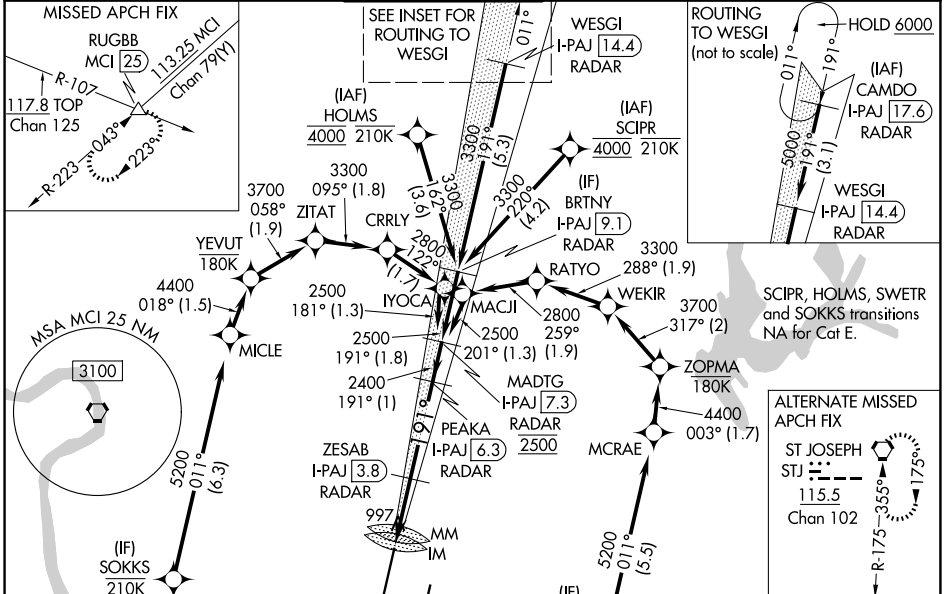 MISSED APCH FIX
RUGBB
MCI 25
113.25 MCI
Chan 79(Y)
R-107
117.8 TOP
Chan 125
R-223
043°
223°
SEE INSET FOR
ROUTING TO
WESGI
011°
WESGI
I-PAJ 14.4
RADAR
ROUTING
TO WESGI
(not to scale)
HOLD 6000
011°
191°
(IAF)
CAMDO
I-PAJ 17.6
RADAR
5000
191°
(3.1)
WESGI
I-PAJ 14.4
RADAR
(IAF)
HOLMS
4000 210K
3300
191°
(5.3)
(IAF)
SCIPR
4000 210K
3300
162°
(3.6)
3300
220°
(4.2)
(IF)
BRTNY
I-PAJ 9.1
RADAR
3300
095° (1.8)
3700
058°
(1.9)
ZITAT
CRRLY
2800
122°
(1.7)
YEVUT
180K
4400
018° (1.5)
MICLE
IYOCA
MACJI
RATYO
3300
288° (1.9)
WEKIR
2800
259°
(1.9)
3700
317° (2)
SCIPR, HOLMS, SWETR
and SOKKS transitions
NA for Cat E.
2500
181° (1.3)
2500
201° (1.3)
2500
191° (1.8)
2400
191° (1)
MADTG
I-PAJ 7.3
RADAR
2500
ZOPMA
180K
4400
003° (1.7)
MCRAE
MSA MCI 25 NM
3100
191°
PEAKA
I-PAJ 6.3
RADAR
ZESAB
I-PAJ 3.8
RADAR
ALTERNATE MISSED
APCH FIX
ST JOSEPH
STJ
115.5
Chan 102
175°
355°
R-175
5200
011°
(6.3)
997
MM
IM
5200
011°
(5.5)
(IF)
SOKKS
210K
(IF)